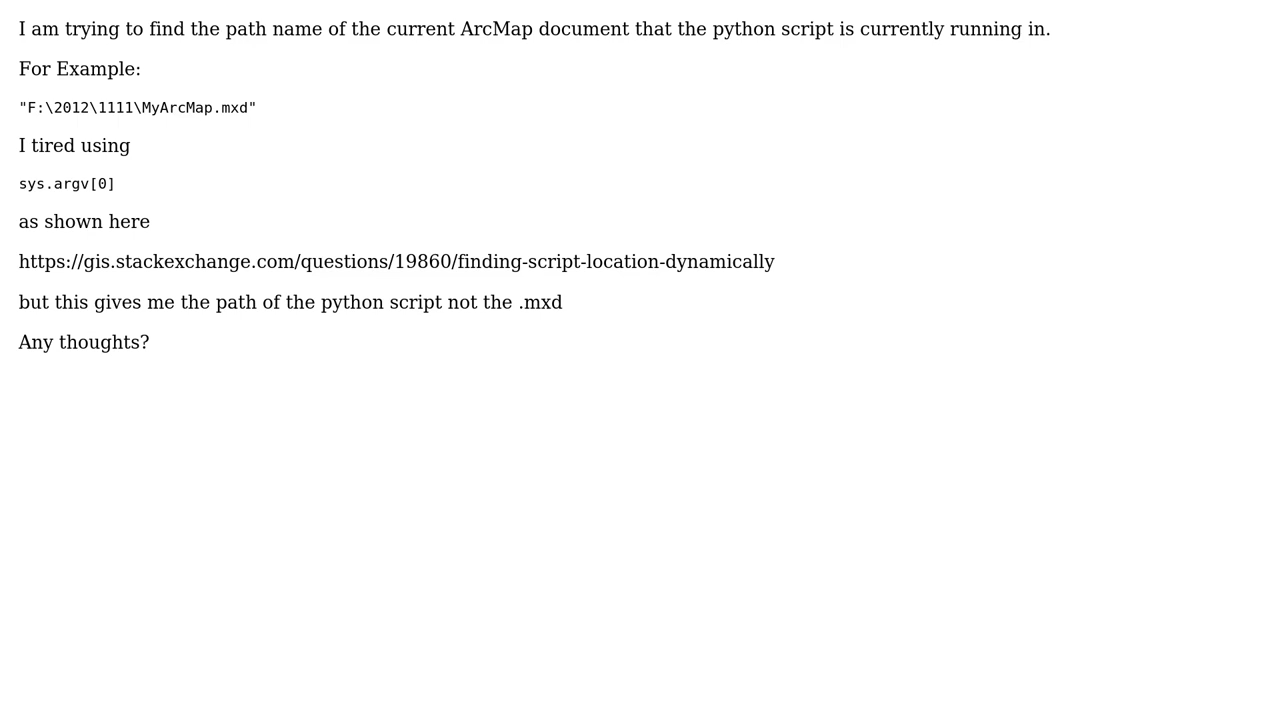 I am trying to find the path name of the current ArcMap document that the python script is currently running in.
For Example:
"F:\2012\1111\MyArcMap.mxd"
I tired using
sys.argv[0]
as shown here
https://gis.stackexchange.com/questions/19860/finding-script-location-dynamically
but this gives me the path of the python script not the .mxd
Any thoughts?